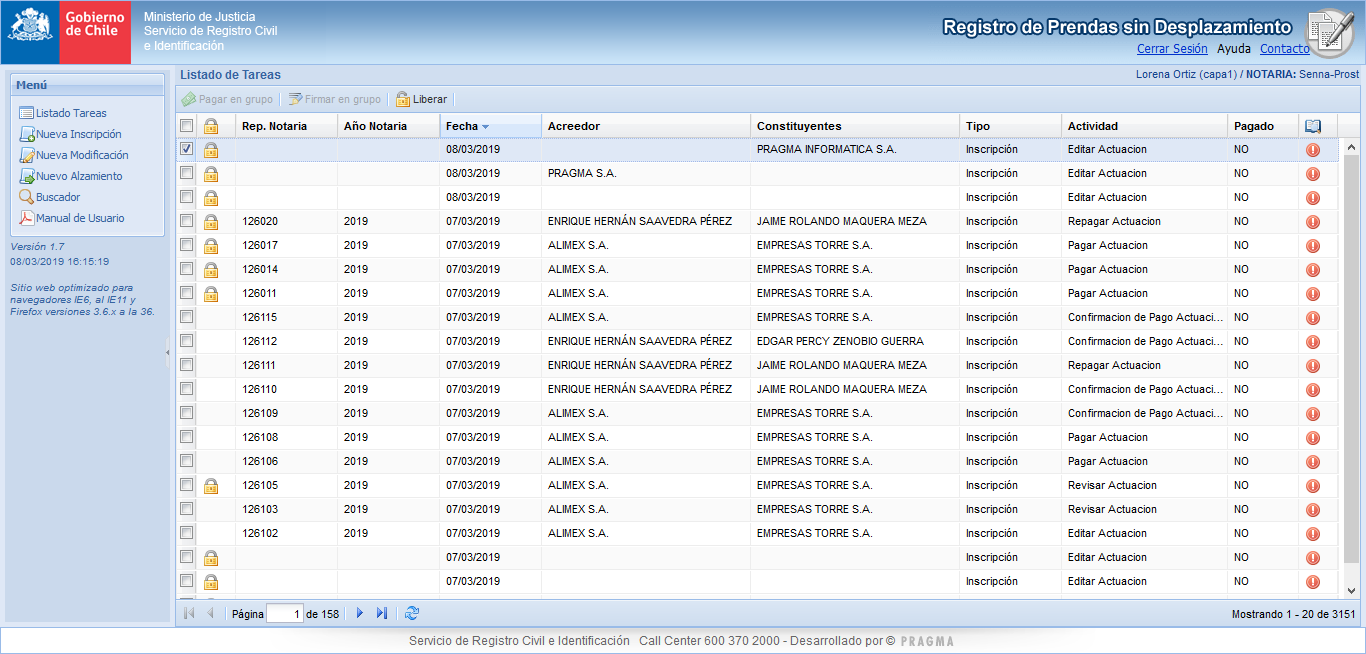 Gobierno
de Chile
Ministerio de Justicia
Servicio de Registro Civil
e Identificación
Registro de Prendas sin Desplazamiento
Cerrar Sesión Ayuda Contacto
Menú
Listado Tareas
Nueva Inscripción
Nueva Modificación
Nuevo Alzamiento
Buscador
Manual de Usuario
Versión 1.7
08/03/2019 16:15:19
Sitio web optimizado para
navegadores IE6, al IE11 y
Firefox versiones 3.6.x a la 36.
Listado de Tareas
Lorena Ortiz (capa1) / NOTARIA: Senna-Prost
Pagar en grupo Firmar en grupo Liberar
Rep. Notaria Año Notaria Fecha Acreedor Constituyentes Tipo Actividad Pagado
08/03/2019 PRAGMA INFORMATICA S.A. Inscripción Editar Actuacion NO
08/03/2019 PRAGMA S.A. Inscripción Editar Actuacion NO
08/03/2019 Inscripción Editar Actuacion NO
126020 2019 07/03/2019 ENRIQUE HERNÁN SAAVEDRA PÉREZ JAIME ROLANDO MAQUERA MEZA Inscripción Repagar Actuacion NO
126017 2019 07/03/2019 ALIMEX S.A. EMPRESAS TORRE S.A. Inscripción Pagar Actuacion NO
126014 2019 07/03/2019 ALIMEX S.A. EMPRESAS TORRE S.A. Inscripción Pagar Actuacion NO
126011 2019 07/03/2019 ALIMEX S.A. EMPRESAS TORRE S.A. Inscripción Pagar Actuacion NO
126115 2019 07/03/2019 ALIMEX S.A. EMPRESAS TORRE S.A. Inscripción Confirmacion de Pago Actuaci... NO
126112 2019 07/03/2019 ENRIQUE HERNÁN SAAVEDRA PÉREZ EDGAR PERCY ZENOBIO GUERRA Inscripción Confirmacion de Pago Actuaci... NO
126111 2019 07/03/2019 ENRIQUE HERNÁN SAAVEDRA PÉREZ JAIME ROLANDO MAQUERA MEZA Inscripción Repagar Actuacion NO
126110 2019 07/03/2019 ENRIQUE HERNÁN SAAVEDRA PÉREZ JAIME ROLANDO MAQUERA MEZA Inscripción Confirmacion de Pago Actuaci... NO
126109 2019 07/03/2019 ALIMEX S.A. EMPRESAS TORRE S.A. Inscripción Confirmacion de Pago Actuaci... NO
126108 2019 07/03/2019 ALIMEX S.A. EMPRESAS TORRE S.A. Inscripción Pagar Actuacion NO
126106 2019 07/03/2019 ALIMEX S.A. EMPRESAS TORRE S.A. Inscripción Pagar Actuacion NO
126105 2019 07/03/2019 ALIMEX S.A. EMPRESAS TORRE S.A. Inscripción Revisar Actuacion NO
126103 2019 07/03/2019 ALIMEX S.A. EMPRESAS TORRE S.A. Inscripción Revisar Actuacion NO
126102 2019 07/03/2019 ALIMEX S.A. EMPRESAS TORRE S.A. Inscripción Editar Actuacion NO
07/03/2019 Inscripción Editar Actuacion NO
07/03/2019 Inscripción Editar Actuacion NO
Página 1 de 158 Mostrando 1 - 20 de 3151
Servicio de Registro Civil e Identificación Call Center 600 370 2000 - Desarrollado por © PRAGMA